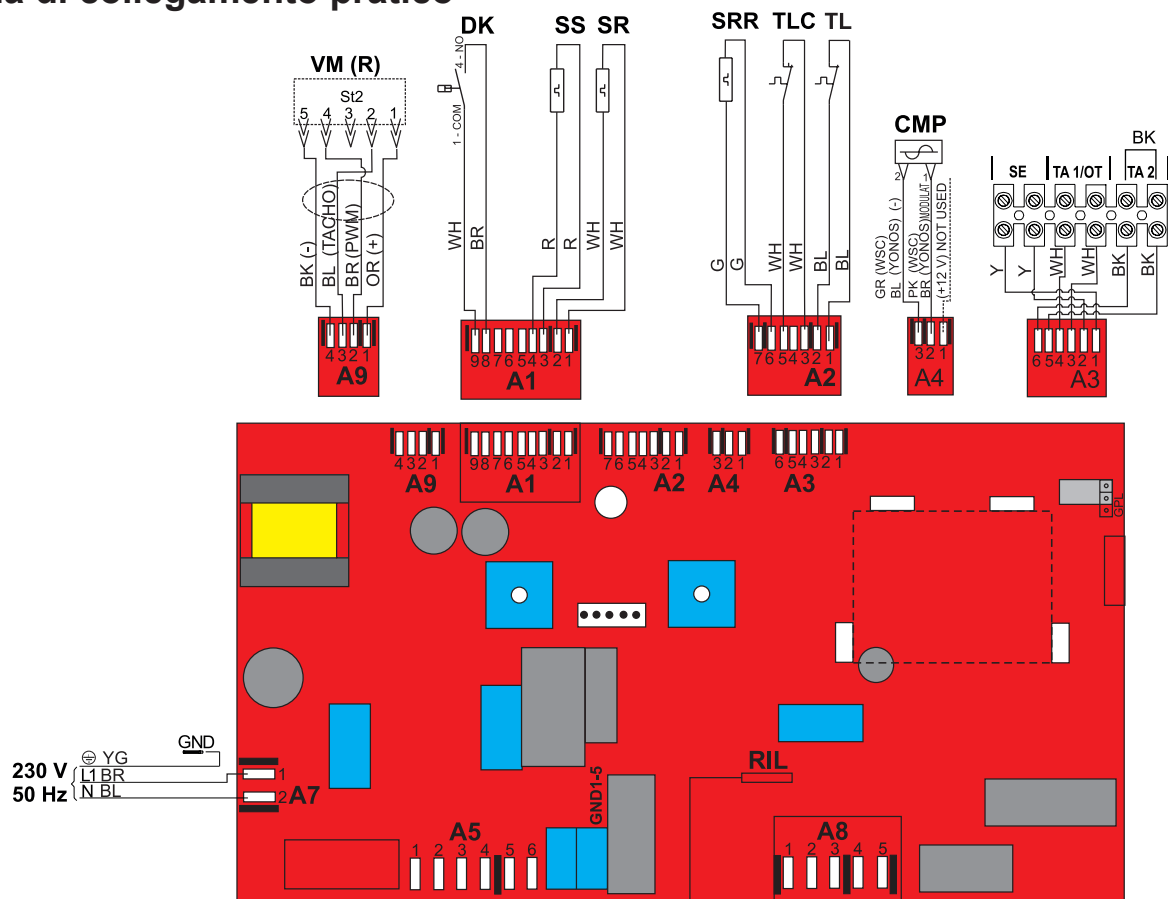 di collegamento pratico
DK SS SR SRR TLC TL
VM (R)
St2
5 4 3 2 1
4 - NO
1 - COM
CMP
2 1
BK
SE TA 1/OT TA 2
BK (-)
BL (TACHO)
BR (PWM)
OR (+)
WH
BR
R
R
WH
WH
G
G
WH
WH
BL
BL
GR (WSC)
BL (YONOS) (-)
PK (WSC)
BR (YONOS) MODULAT
(+12 V) NOT USED
Y
Y
WH
WH
BK
BK
4 3 2 1
A9
9 8 7 6 5 4 3 2 1
A1
7 6 5 4 3 2 1
A2
3 2 1
A4
6 5 4 3 2 1
A3
4 3 2 1
A9
9 8 7 6 5 4 3 2 1
A1
7 6 5 4 3 2 1
A2
3 2 1
A4
6 5 4 3 2 1
A3
GPL
GND
YG
230 V L1 BR 1
50 Hz N BL 2 A7
RIL
GND1-5
A5
1 2 3 4 5 6
A8
1 2 3 4 5